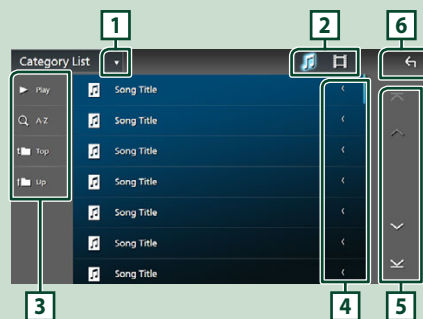 1
2
6
Category List
Play
Song Title
A-Z
Song Title
Top
Song Title
Up
Song Title
Song Title
Song Title
Song Title
3
4
5